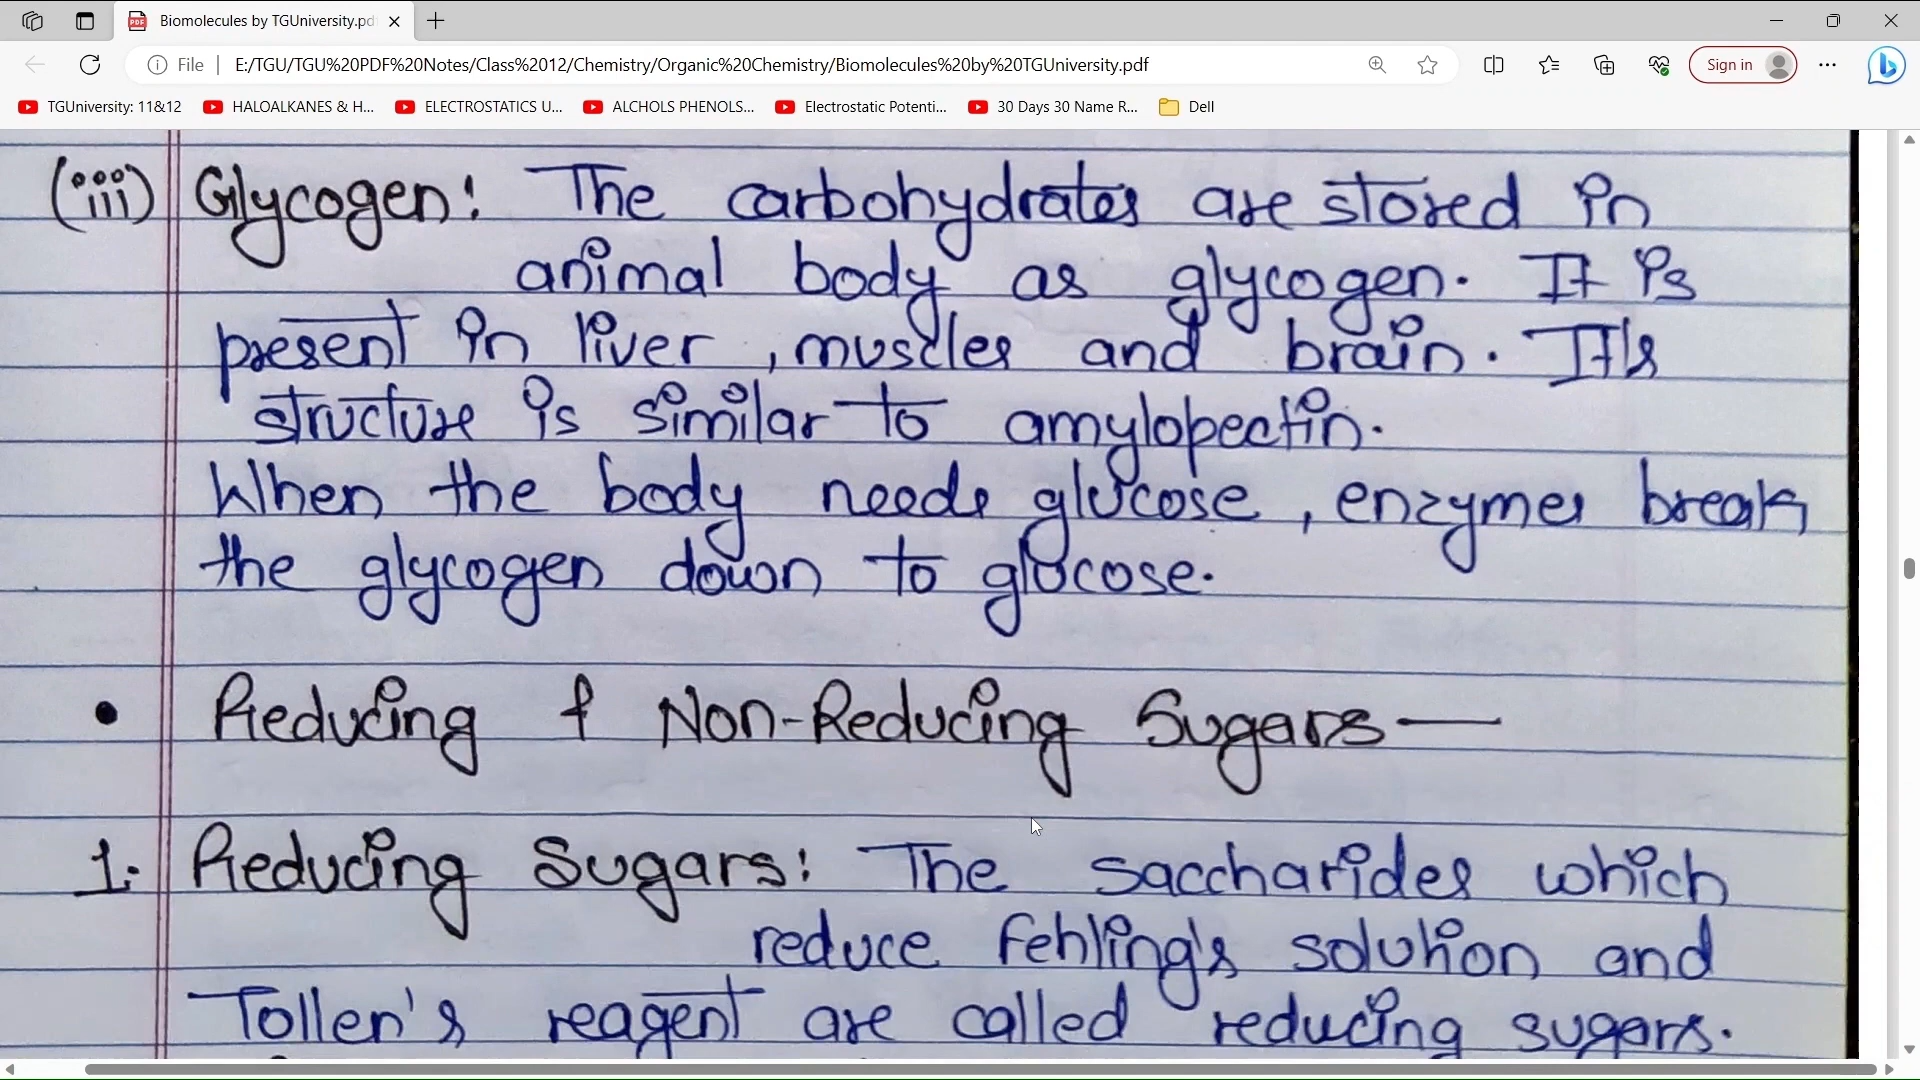 Biomolecules by TGUniversity.pd
File
E:/TGU/TGU%20PDF%20Notes/Class%2012/Chemistry/Organic%20Chemistry/Biomolecules%20by%20TGUniversity.pdf
Sign in
TGUniversity: 11&12
HALOALKANES & H...
ELECTROSTATICS U...
ALCHOLS PHENOLS...
Electrostatic Potenti...
30 Days 30 Name R...
Dell
(iii) Glycogen: The carbohydrates are stored in
animal body as glycogen. It is
present in liver, muscles and brain. It's
structure is similar to amylopectin.
When the body needs glucose, enzymes break
the glycogen down to glucose.
• Reducing & Non-Reducing Sugars—
1. Reducing Sugars: The saccharides which
reduce Fehling's solution and
Tollen's reagent are called reducing sugars.